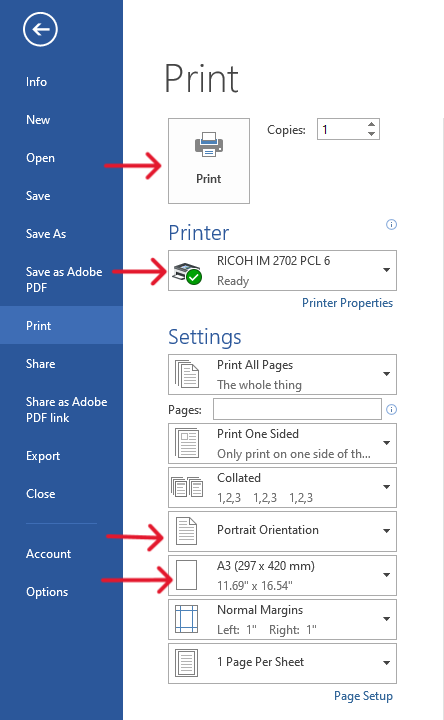 Info
New
Open
Save
Save As
Save as Adobe
PDF
Print
Share
Share as Adobe
PDF link
Export
Close
Account
Options
Print
Print
Copies: 1
Printer
RICOH IM 2702 PCL 6
Ready
Printer Properties
Settings
Print All Pages
The whole thing
Pages:
Print One Sided
Only print on one side of th...
Collated
1,2,3 1,2,3 1,2,3
Portrait Orientation
A3 (297 x 420 mm)
11.69" x 16.54"
Normal Margins
Left: 1" Right: 1"
1 Page Per Sheet
Page Setup